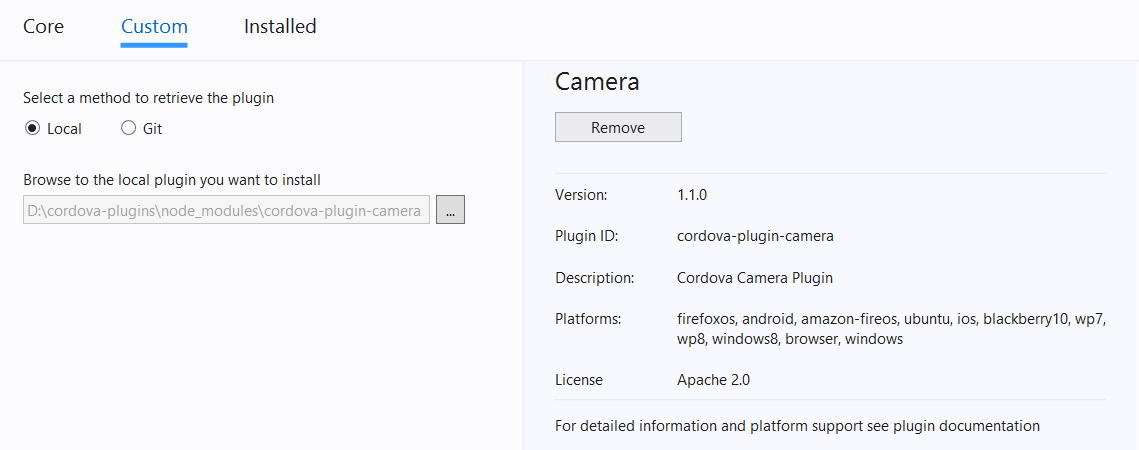 Core Custom Installed
Select a method to retrieve the plugin
Local Git
Browse to the local plugin you want to install
D:\cordova-plugins\node_modules\cordova-plugin-camera ...
Camera
Remove
Version: 1.1.0
Plugin ID: cordova-plugin-camera
Description: Cordova Camera Plugin
Platforms: firefoxos, android, amazon-fireos, ubuntu, ios, blackberry10, wp7,
wp8, windows8, browser, windows
License Apache 2.0
For detailed information and platform support see plugin documentation